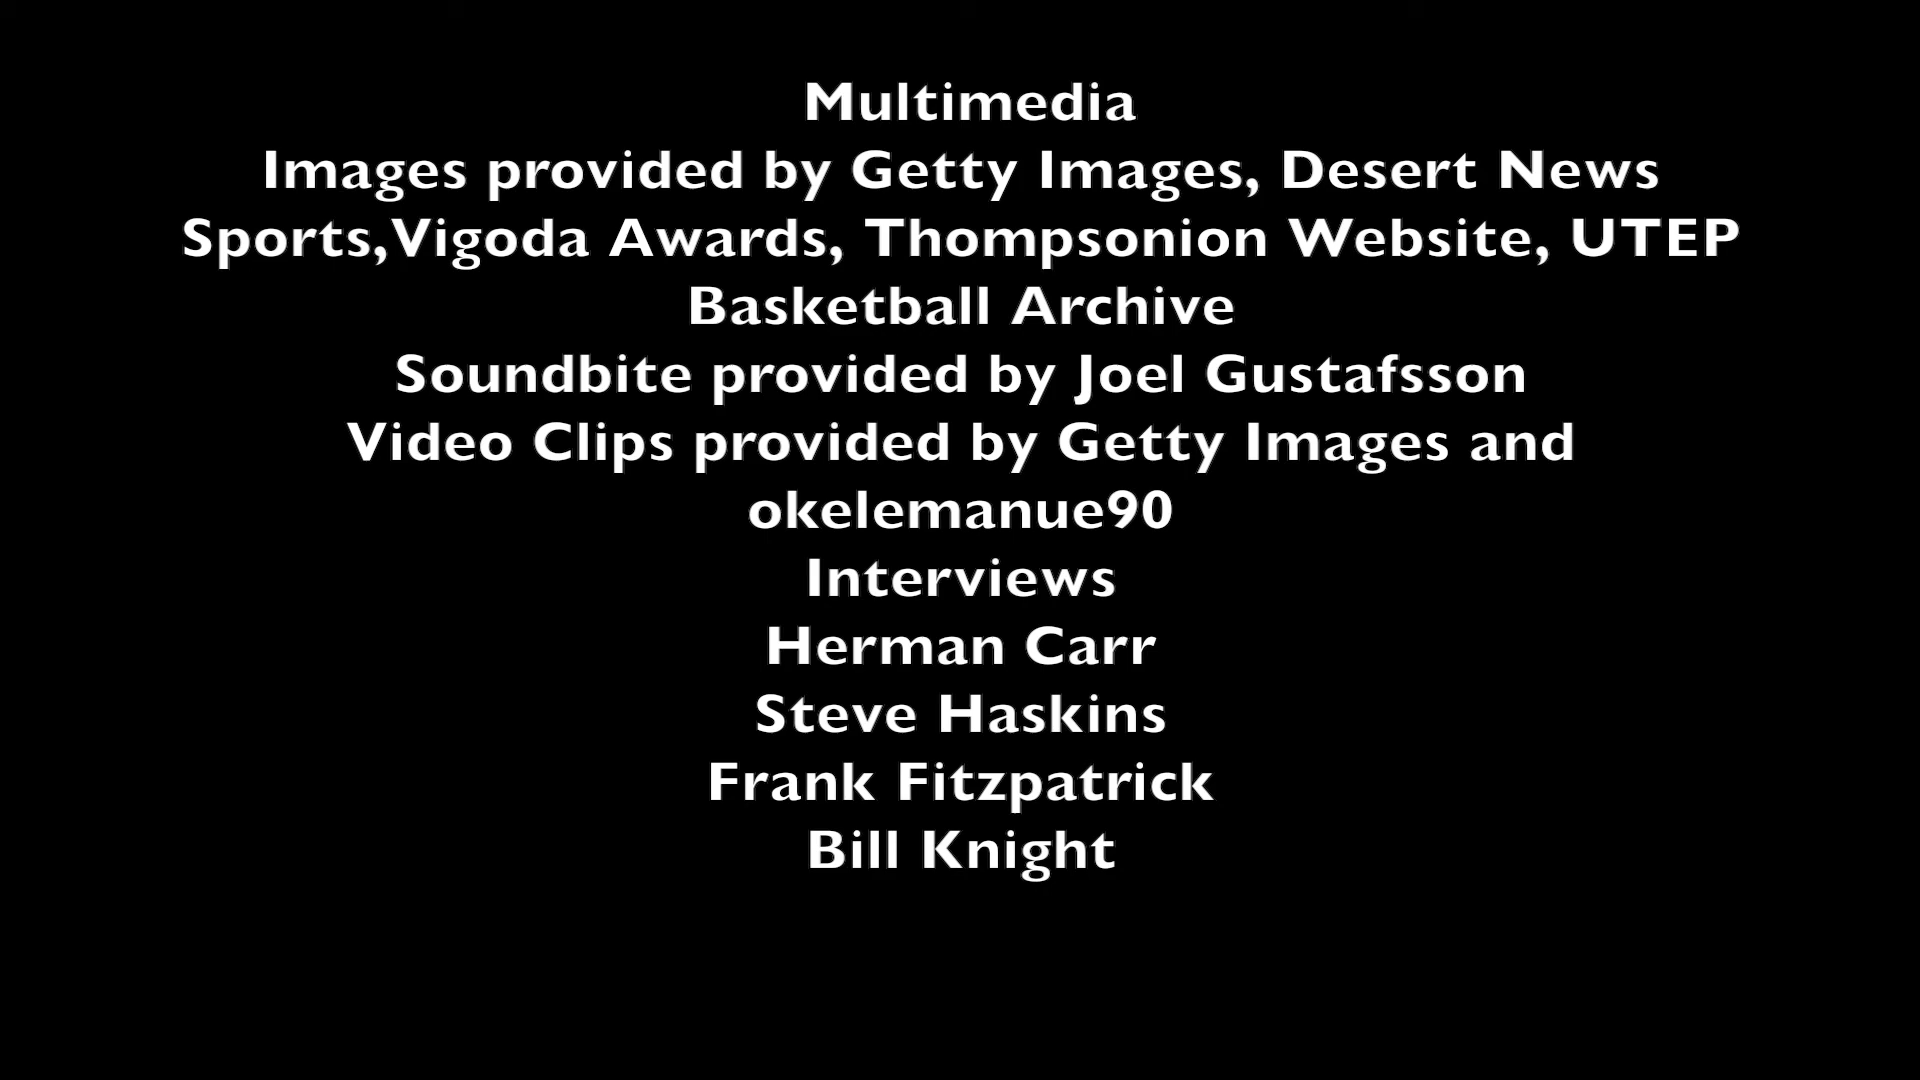 Multimedia
Images provided by Getty Images, Desert News
Sports,Vigoda Awards, Thompsonion Website, UTEP
Basketball Archive
Soundbite provided by Joel Gustafsson
Video Clips provided by Getty Images and
okelemanue90
Interviews
Herman Carr
Steve Haskins
Frank Fitzpatrick
Bill Knight